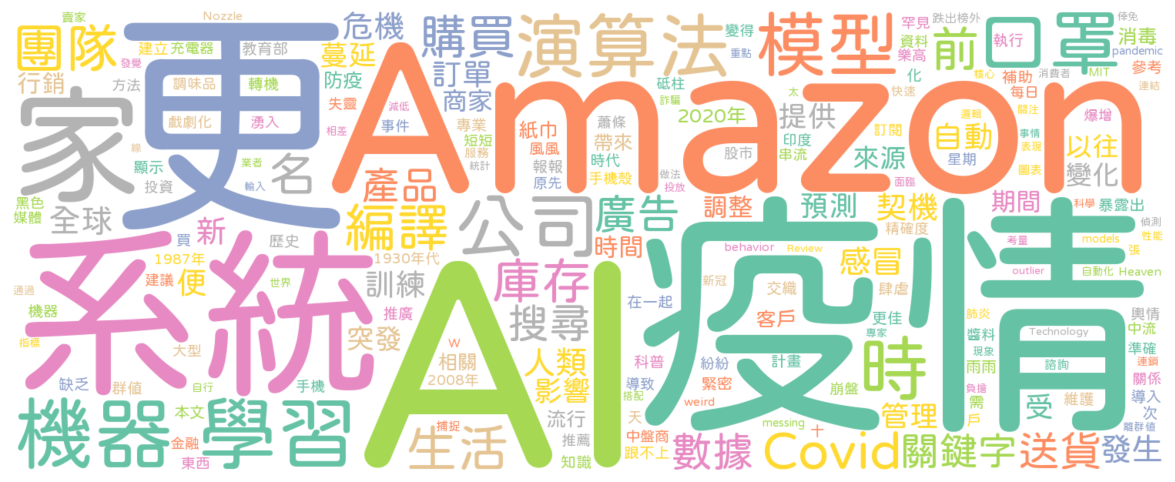 賣家
Nozzle
危機
購買
演算法
模型
前
口罩
罕見
跌出榜外
倖免
團隊
更
Amazon
建立
充電器
教育部
蔓延
變得
重點
資料
執行
消毒
樂高
pandemic
發覺
訂單
行銷
方法
調味品
轉機
防疫
商家
砥柱
化
核心
補助
消費者
MIT
參考
家
失靈
減低
詐騙
太
快速
每日
連結
戲劇化
湧入
事件
專業
紙巾
蕭條
2020年
提供
訂閱
自動
邏輯
關注
爆增
以往
線
相差
短短
風風
帶來
印度
事情
表現
顯示
業者
服務
報報
時代
股市
串流
來源
星期
圖表
變化
投資
輸入
名
產品
統計
原先
手機殼
做法
投放
面臨
科學
黑色
媒體
全球
新
編譯
公司
廣告
調整
預測
契機
期間
暴露出
偵測
買
歷史
時間
精確度
考量
models
張
性能
系統
1987年
1930年代
AI
疫情
behavior
Review
感冒
outlier
自動化
Heaven
通過
建議
便
世界
訓練
庫存
在一起
新冠
交織
肆虐
肺炎
輿情
機器
推廣
搜尋
客戶
更佳
醬料
Technology
中流
指標
大型
突發
w
相關
人類
科普
紛紛
計畫
專家
時
現象
雨雨
準確
諮詢
連鎖
缺乏
群值
自行
手機
2008年
影響
導致
緊密
崩盤
負擔
關係
搭配
需
受
維護
導入
機器
學習
本文
捕捉
流行
天
weird
messing
管理
戶
次
離群值
金融
東西
生活
推薦
知識
中盤商
跟不上
數據
十
Covid
關鍵字
送貨
發生